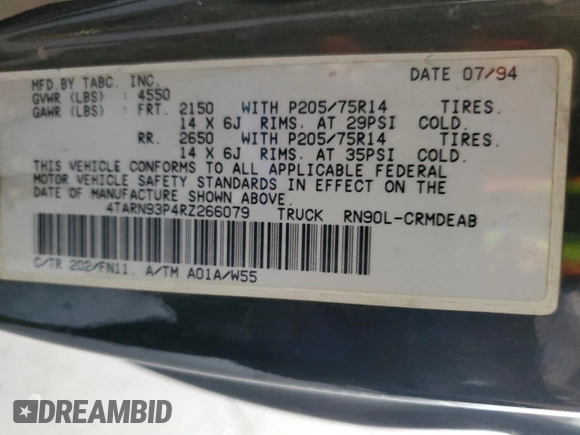 MFD.BY TABC. INC. DATE 07/94
GVWR (LBS) : 4550
GAWR (LBS) : FRT. 2150 WITH P205/75R14 TIRES.
14 X 6J RIMS. AT 29PSI COLD.
RR. 2650 WITH P205/75R14 TIRES.
14 X 6J RIMS. AT 35PSI COLD.
THIS VEHICLE CONFORMS TO ALL APPLICABLE FEDERAL
MOTOR VEHICLE SAFETY STANDARDS IN EFFECT ON THE
DATE OF MANUFACTURE SHOWN ABOVE.
4TARN93P4RZ266079 TRUCK RN90L-CRMDEAB
C/TR 202/FN11. A/TM A01A/W55
DREAMBID